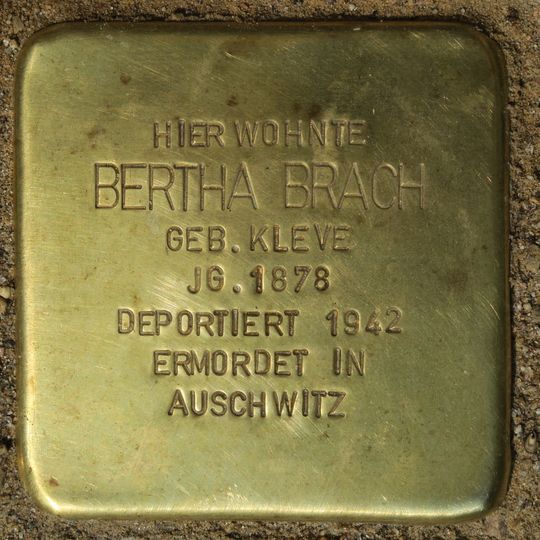 HIER WOHNTE
BERTHA BRACH
GEB. KLEVE
JG. 1878
DEPORTIERT 1942
ERMORDET IN
AUSCHWITZ